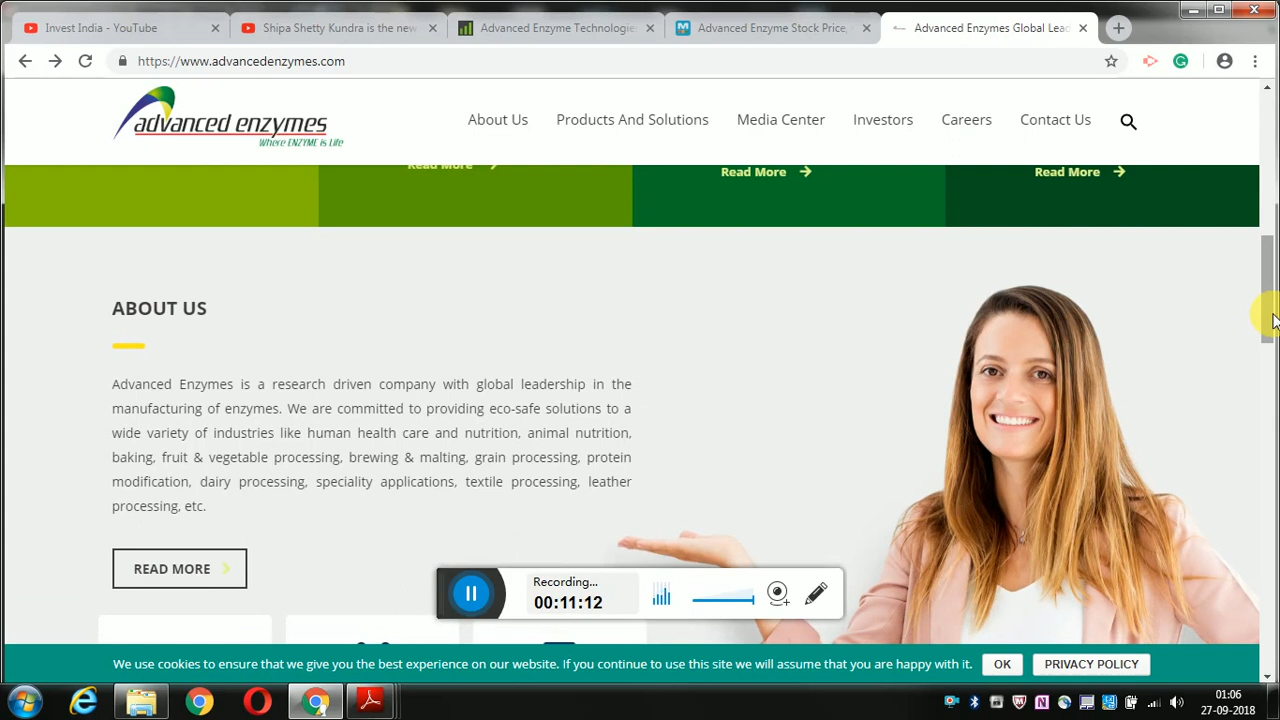 Invest India - YouTube
Shipa Shetty Kundra is the new
Advanced Enzyme Technologies
Advanced Enzyme Stock Price,
Advanced Enzymes Global Lead
https://www.advancedenzymes.com
advanced enzymes
Where ENZYME is Life
About Us
Products And Solutions
Media Center
Investors
Careers
Contact Us
Read More
Read More
Read More
ABOUT US
Advanced Enzymes is a research driven company with global leadership in the
manufacturing of enzymes. We are committed to providing eco-safe solutions to a
wide variety of industries like human health care and nutrition, animal nutrition,
baking, fruit & vegetable processing, brewing & malting, grain processing, protein
modification, dairy processing, speciality applications, textile processing, leather
processing, etc.
READ MORE
Recording...
00:11:12
We use cookies to ensure that we give you the best experience on our website. If you continue to use this site we will assume that you are happy with it.
OK
PRIVACY POLICY
01:06
27-09-2018